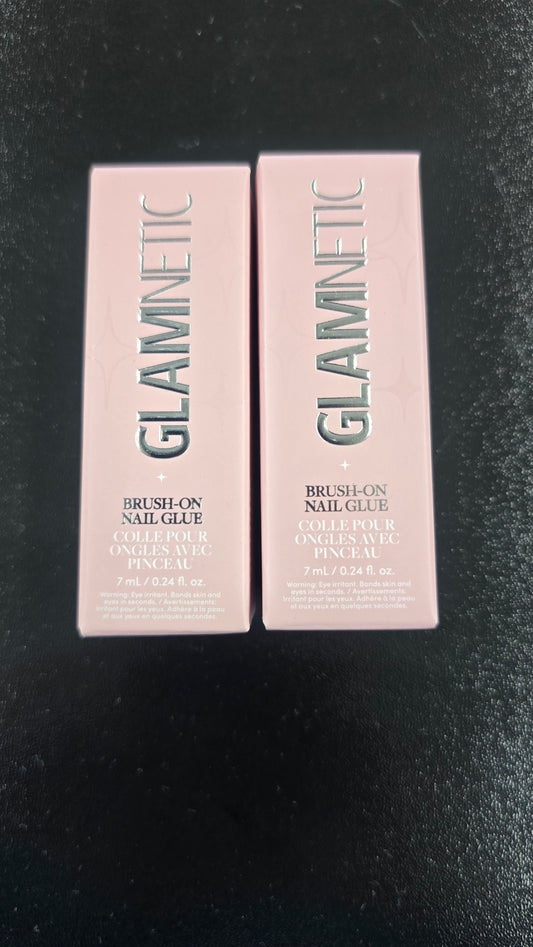 GLAMNETIC
BRUSH-ON
NAIL GLUE
COLLE POUR
ONGLES AVEC
PINCEAU
7 mL / 0.24 fl. oz.
Warning: Eye irritant. Bonds skin and
eyes in seconds. / Avertissements:
Irritant pour les yeux. Adhère à la peau
et aux yeux en quelques secondes.
GLAMNETIC
BRUSH-ON
NAIL GLUE
COLLE POUR
ONGLES AVEC
PINCEAU
7 mL / 0.24 fl. oz.
Warning: Eye irritant. Bonds skin and
eyes in seconds. / Avertissements:
Irritant pour les yeux. Adhère à la peau
et aux yeux en quelques secondes.